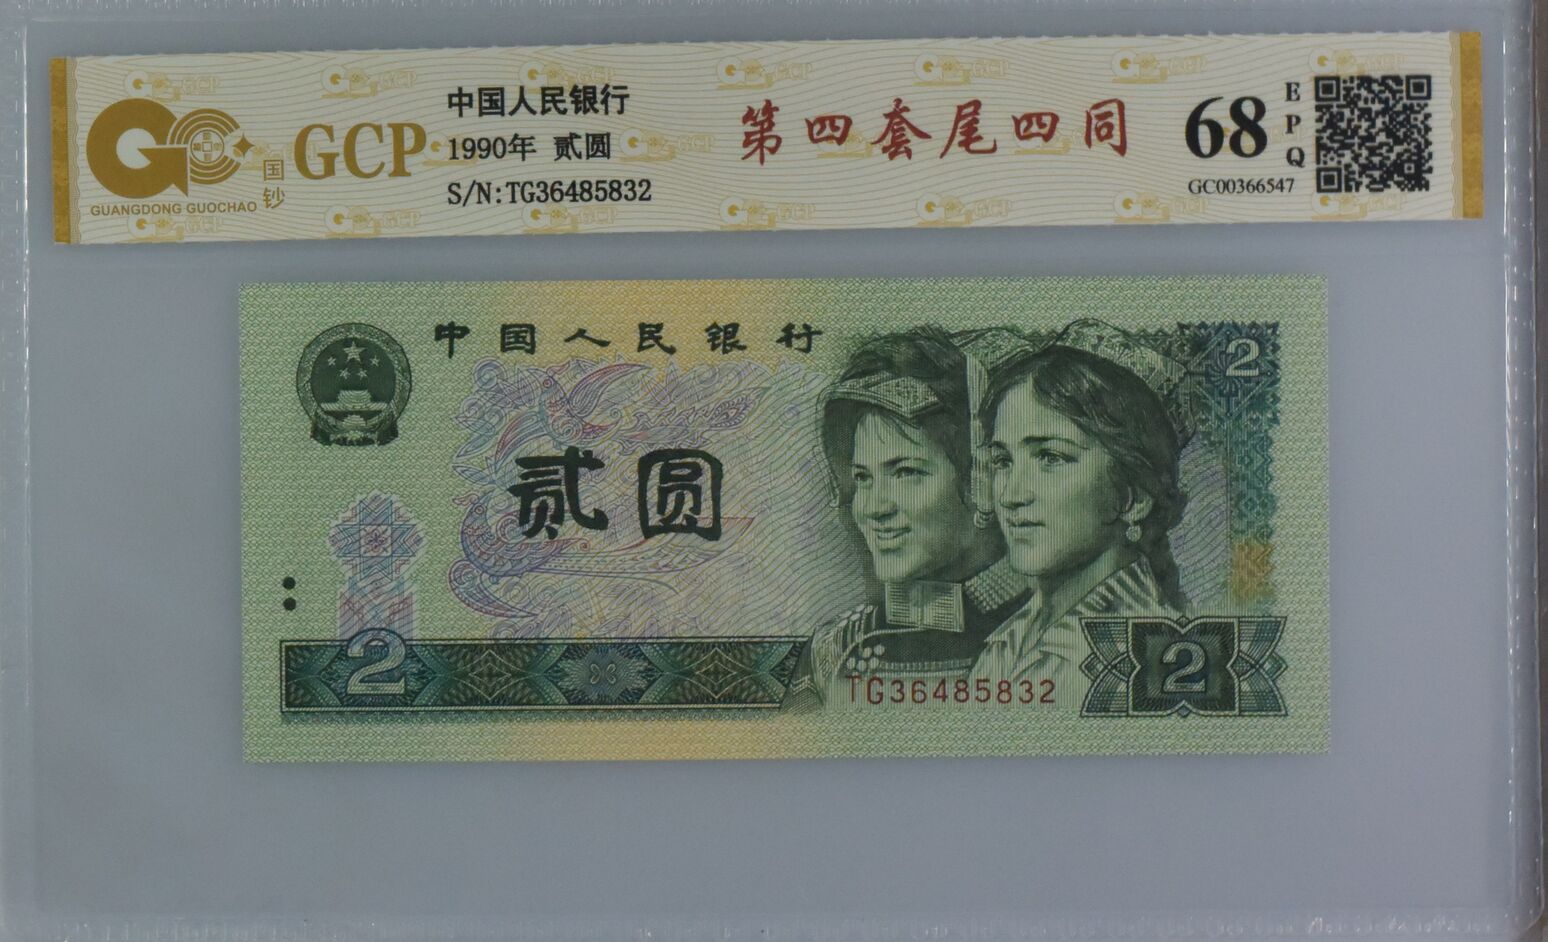 GUANGDONG GUOCHAO
国钞
GCP
中国人民银行
1990年 贰圆
S/N:TG36485832
第四套尾四同
68
EPQ
GC00366547
中国人民银行
2
贰圆
2
TG36485832
2